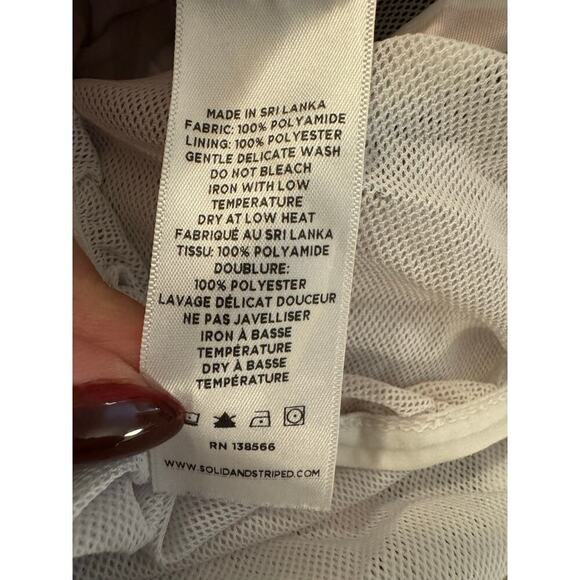 MADE IN SRI LANKA
FABRIC: 100% POLYAMIDE
LINING: 100% POLYESTER
GENTLE DELICATE WASH
DO NOT BLEACH
IRON WITH LOW
TEMPERATURE
DRY AT LOW HEAT
FABRIQUÉ AU SRI LANKA
TISSU: 100% POLYAMIDE
DOUBLURE:
100% POLYESTER
LAVAGE DÉLICAT DOUCEUR
NE PAS JAVELLISER
IRON À BASSE
TEMPÉRATURE
DRY À BASSE
TEMPÉRATURE
RN 138566
WWW.SOLIDANDSTRIPED.COM